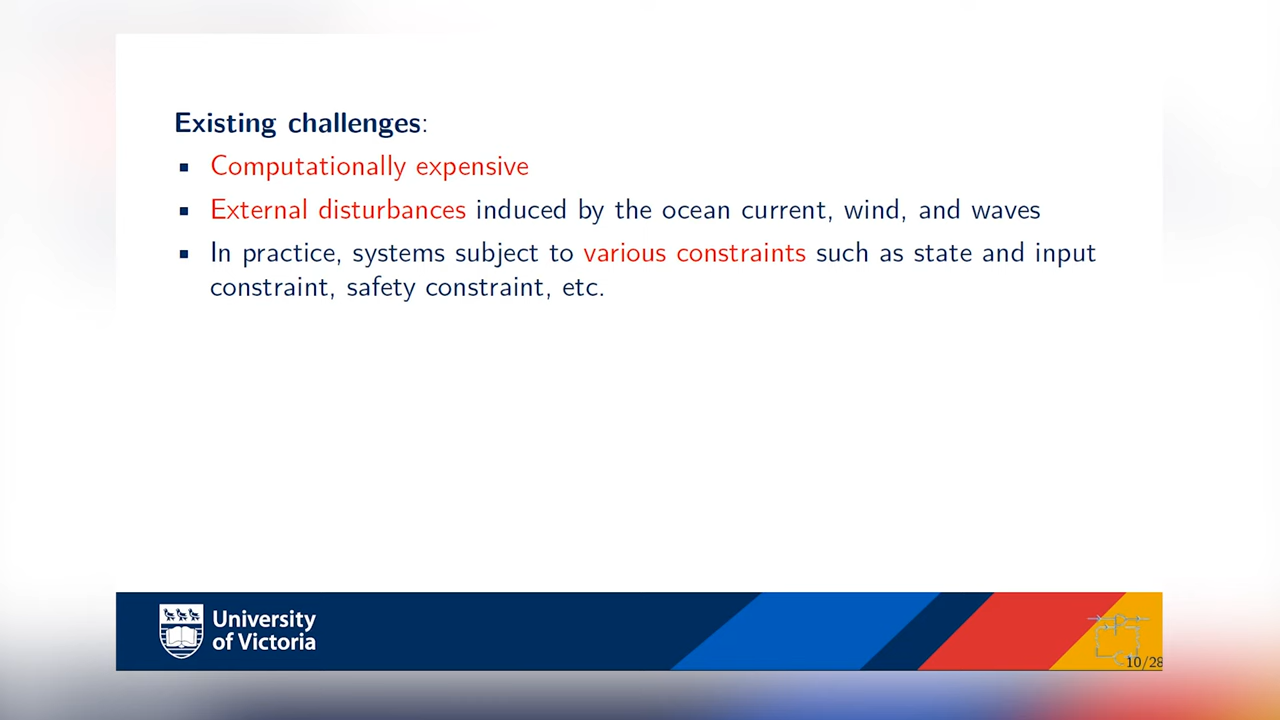 Existing challenges:
Computationally expensive
External disturbances induced by the ocean current, wind, and waves
In practice, systems subject to various constraints such as state and input
constraint, safety constraint, etc.
University
of Victoria
10/28